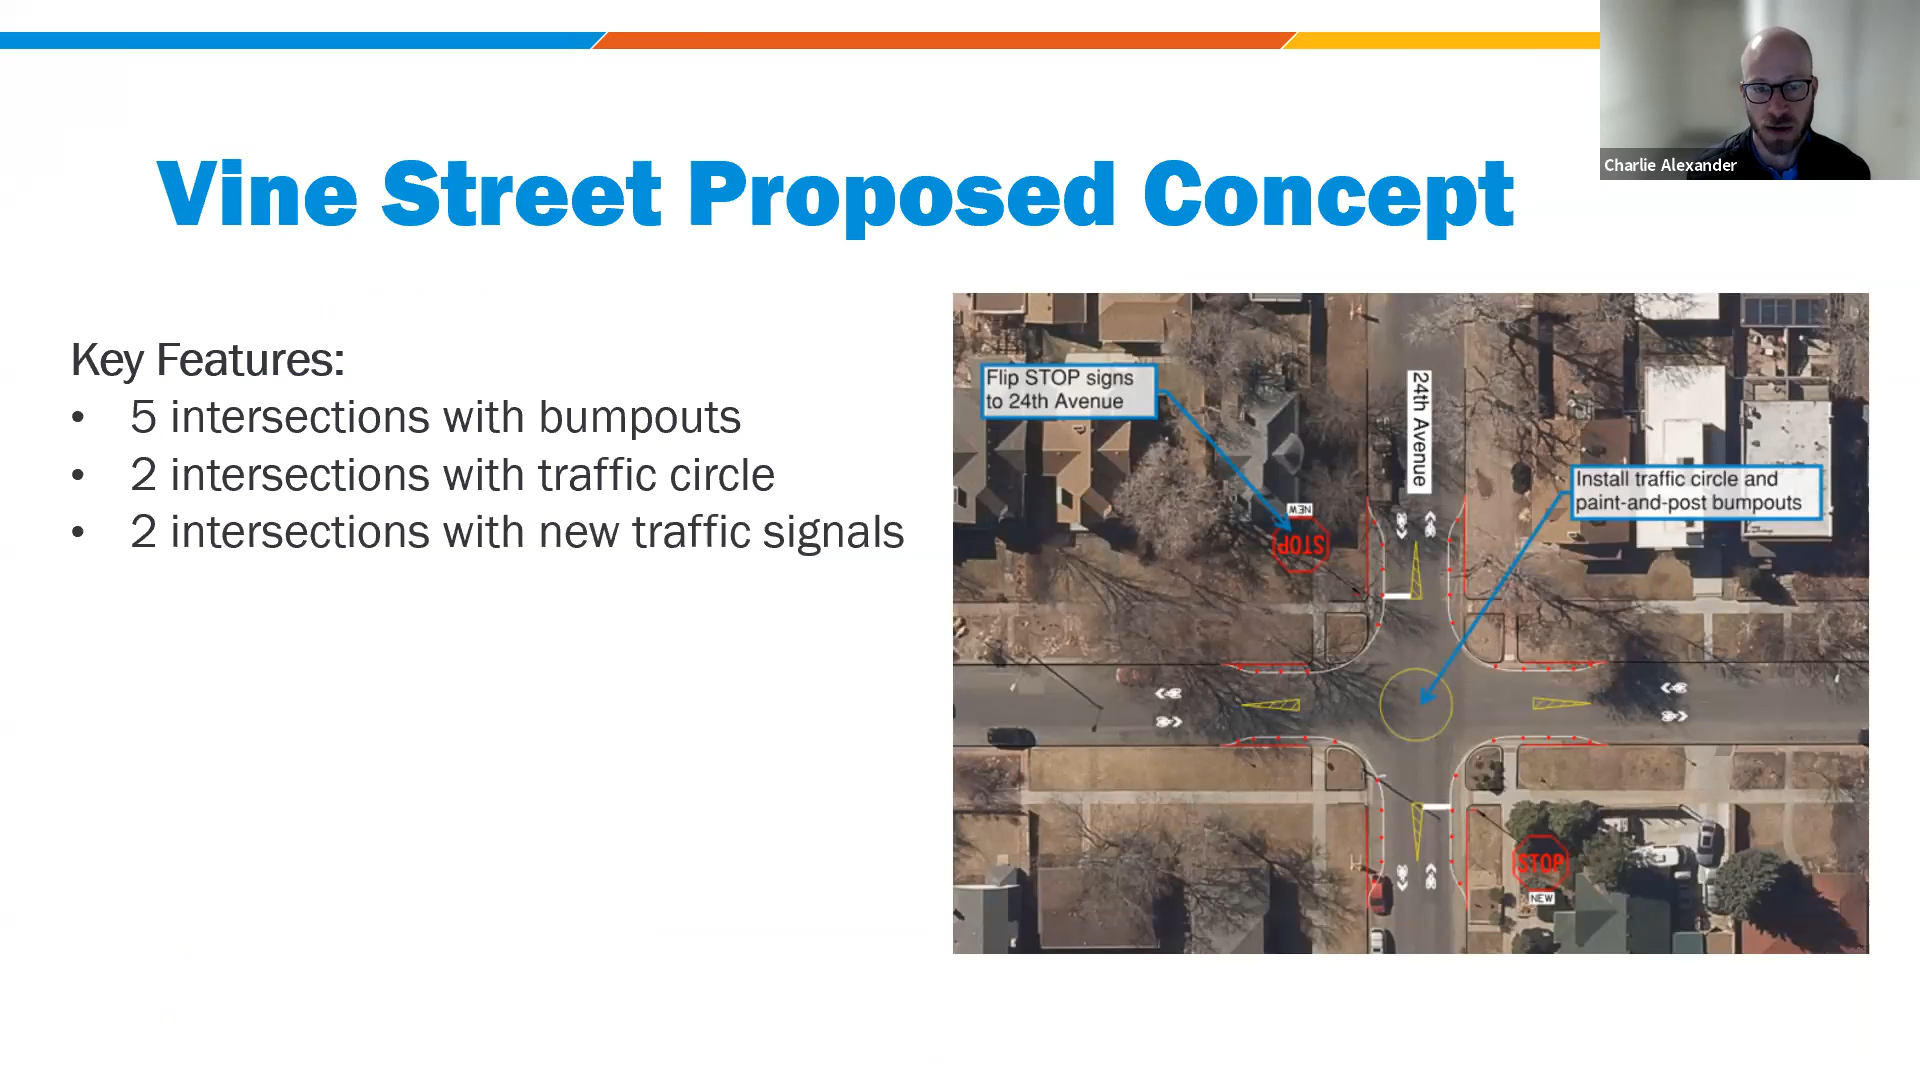 Charlie Alexander
Vine Street Proposed Concept
Key Features:
• 5 intersections with bumpouts
• 2 intersections with traffic circle
• 2 intersections with new traffic signals
Flip STOP signs
to 24th Avenue
24th Avenue
Install traffic circle and
paint-and-post bumpouts
NEW
STOP
STOP
NEW